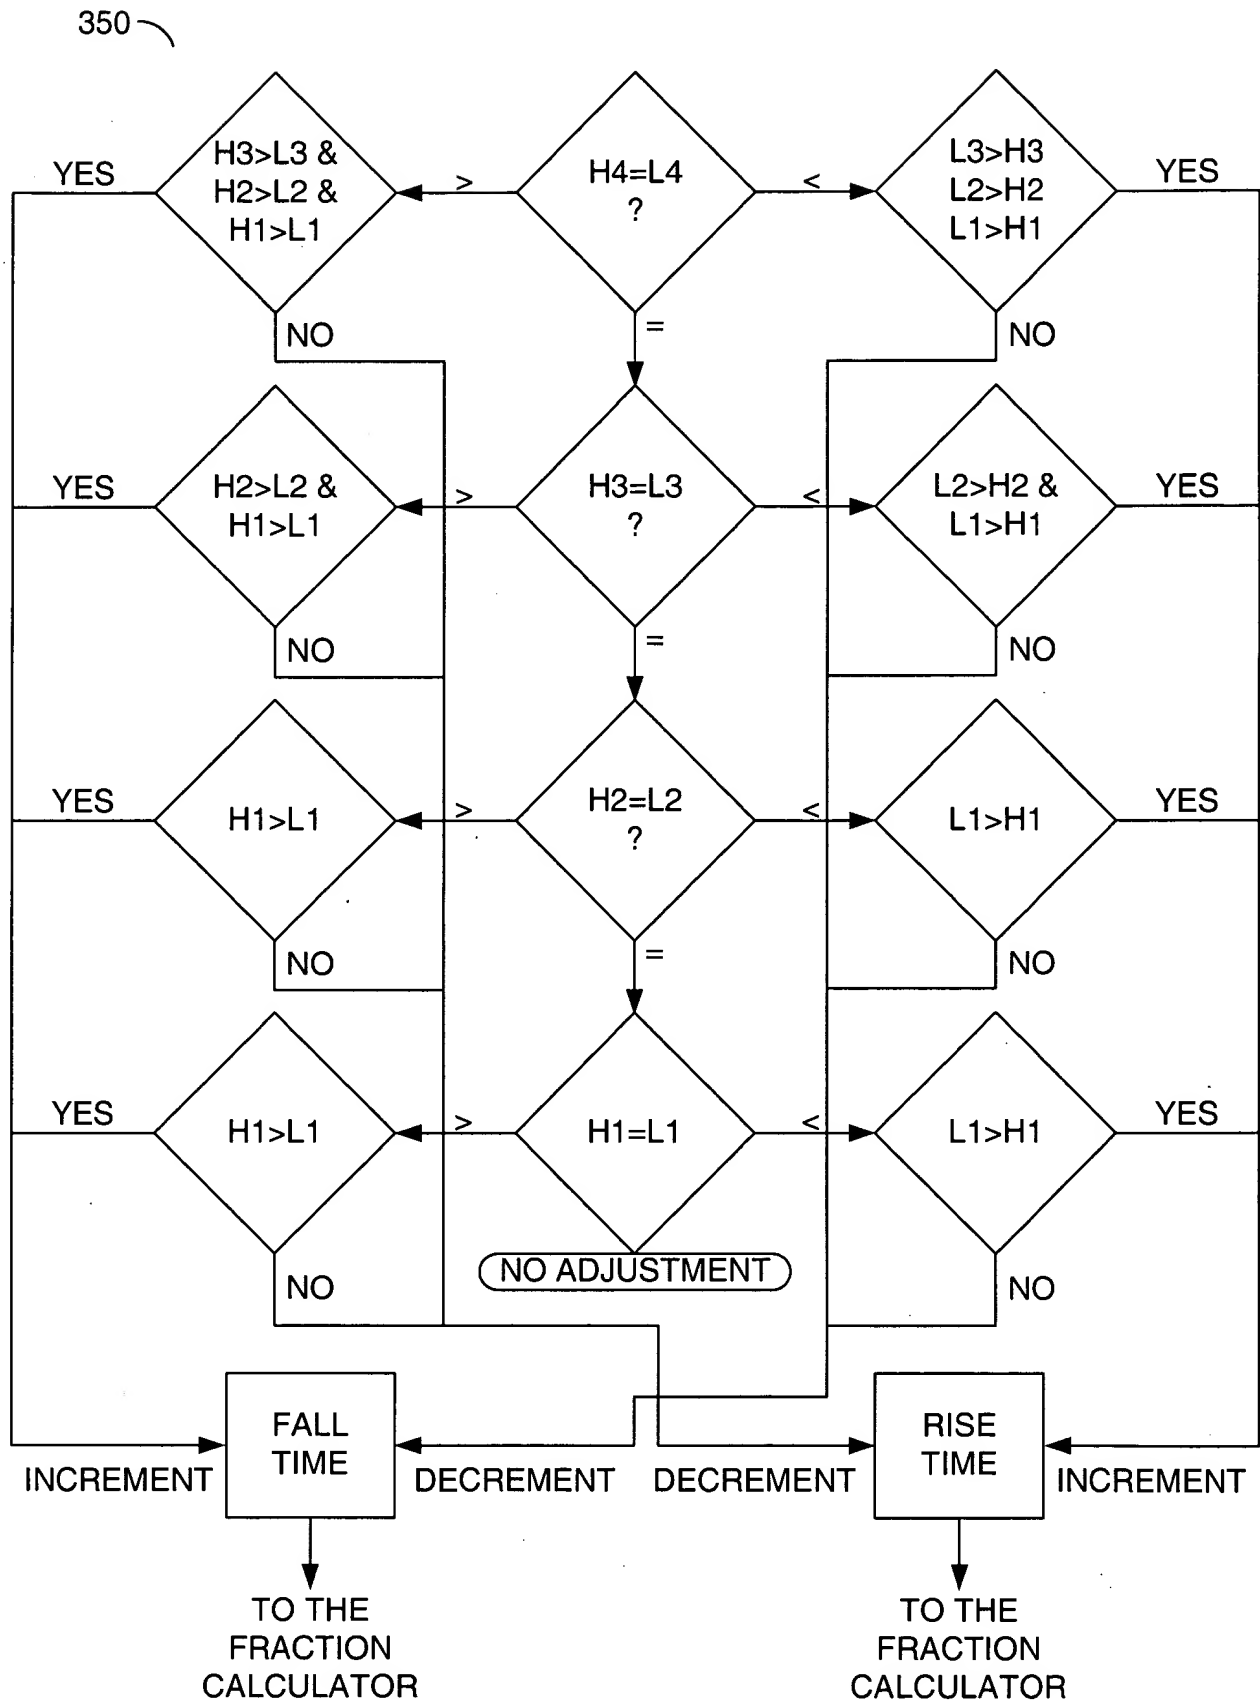 350
H3>L3 &
H2>L2 &
H1>L1
H4=L4
?
L3>H3
L2>H2
L1>H1
YES
>
<
YES
NO
=
NO
H2>L2 &
H1>L1
H3=L3
?
L2>H2 &
L1>H1
YES
>
<
YES
NO
=
NO
H1>L1
H2=L2
?
L1>H1
YES
>
<
YES
NO
=
NO
H1>L1
H1=L1
L1>H1
YES
>
<
YES
NO
NO ADJUSTMENT
NO
FALL
TIME
RISE
TIME
INCREMENT
DECREMENT
DECREMENT
INCREMENT
TO THE
FRACTION
CALCULATOR
TO THE
FRACTION
CALCULATOR